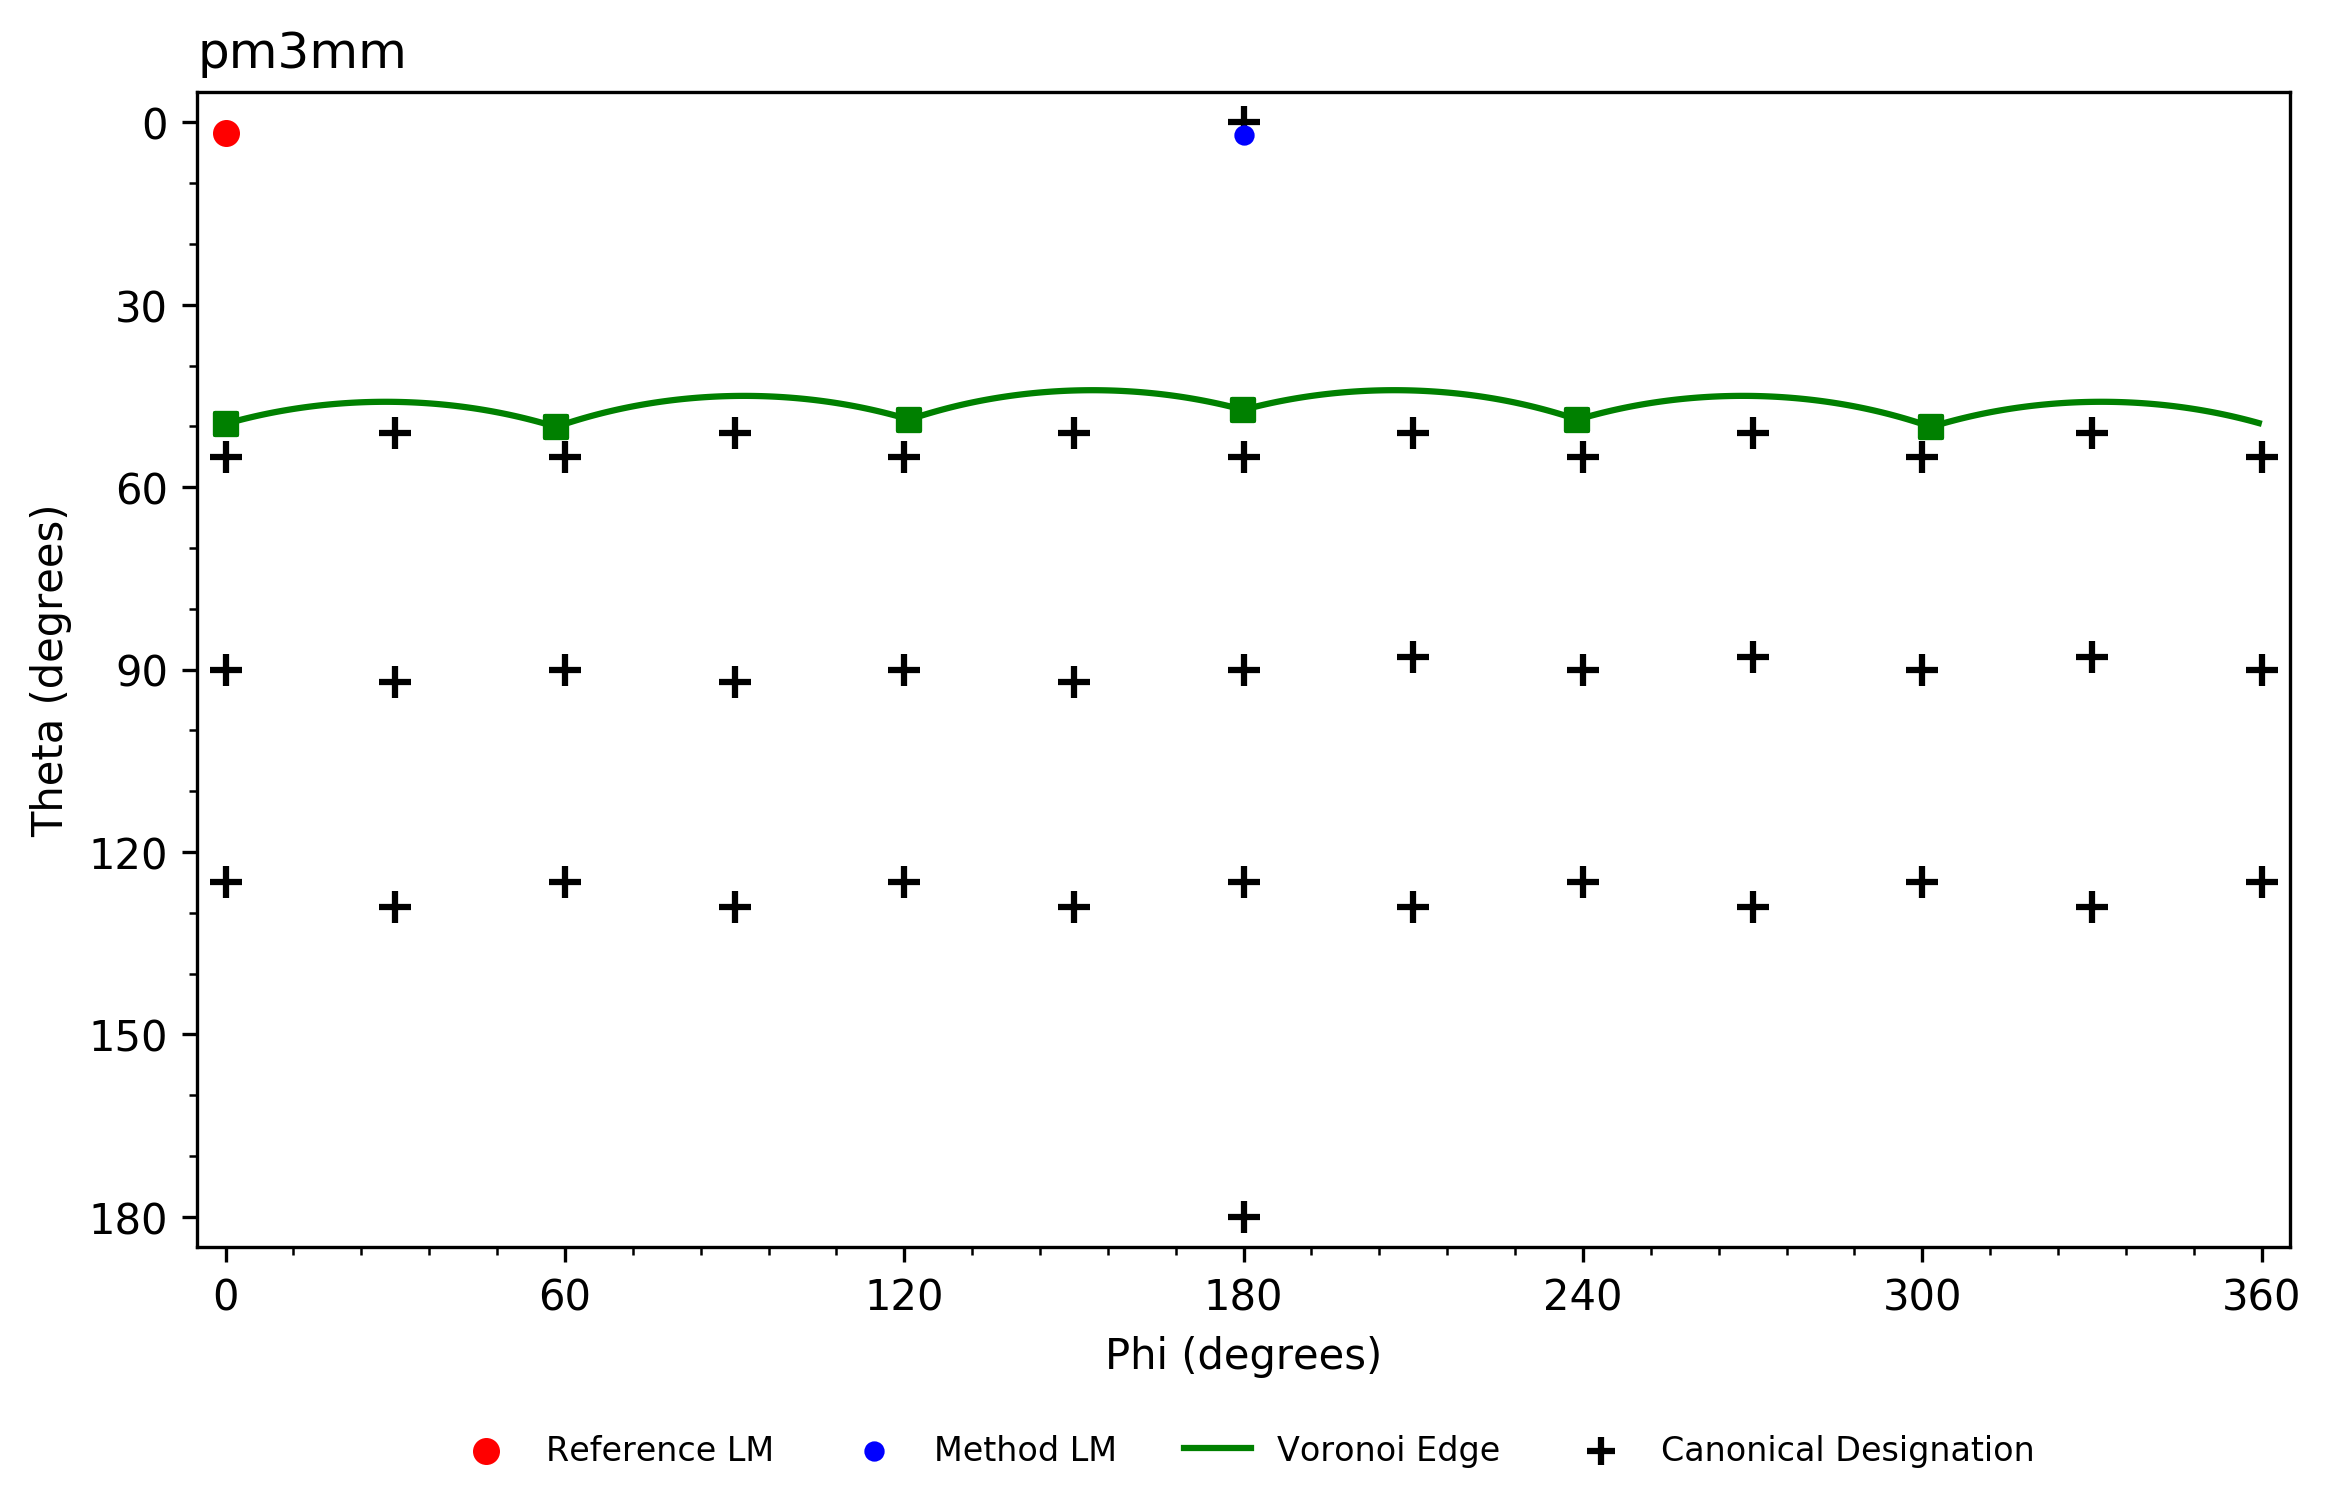 pm3mm
0
30
60
90
120
150
180
Theta (degrees)
0 60 120 180 240 300 360
Phi (degrees)
Reference LM Method LM Voronoi Edge Canonical Designation